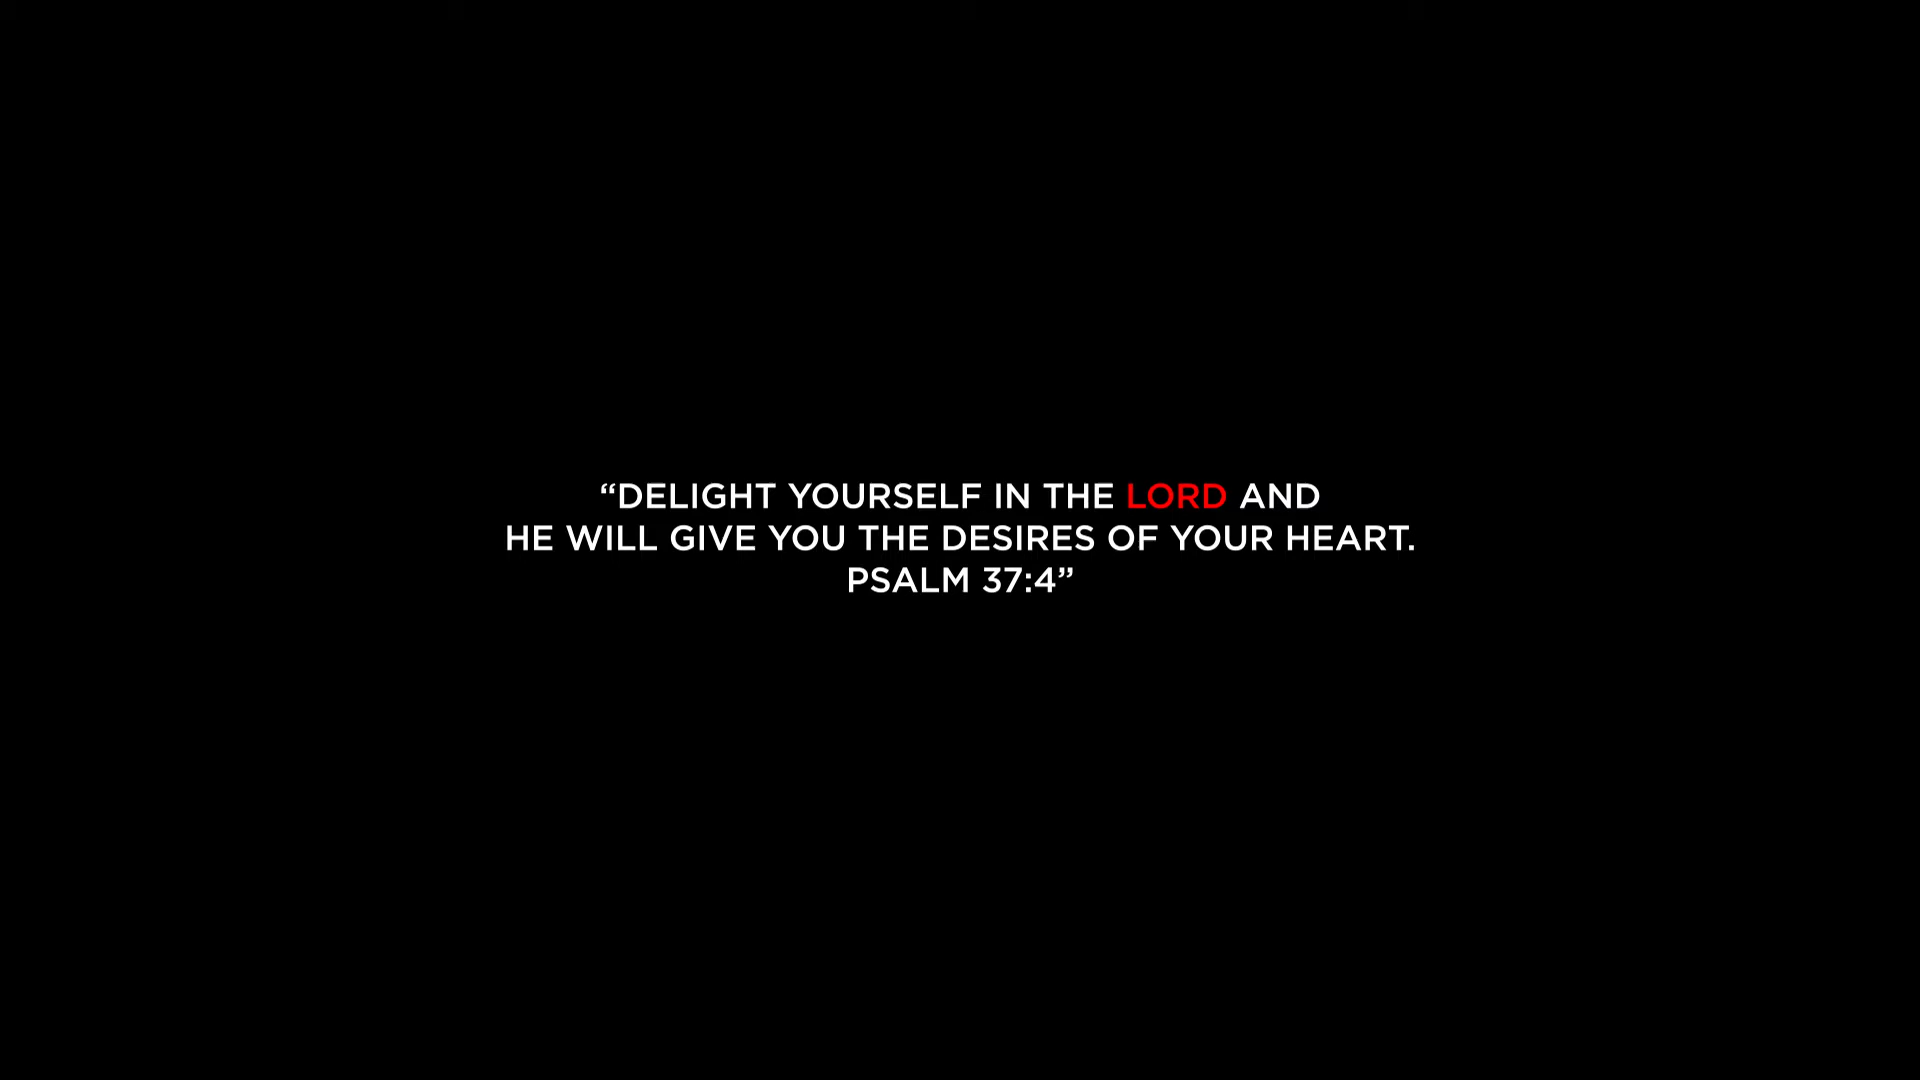 “DELIGHT YOURSELF IN THE LORD AND
HE WILL GIVE YOU THE DESIRES OF YOUR HEART.
PSALM 37:4”